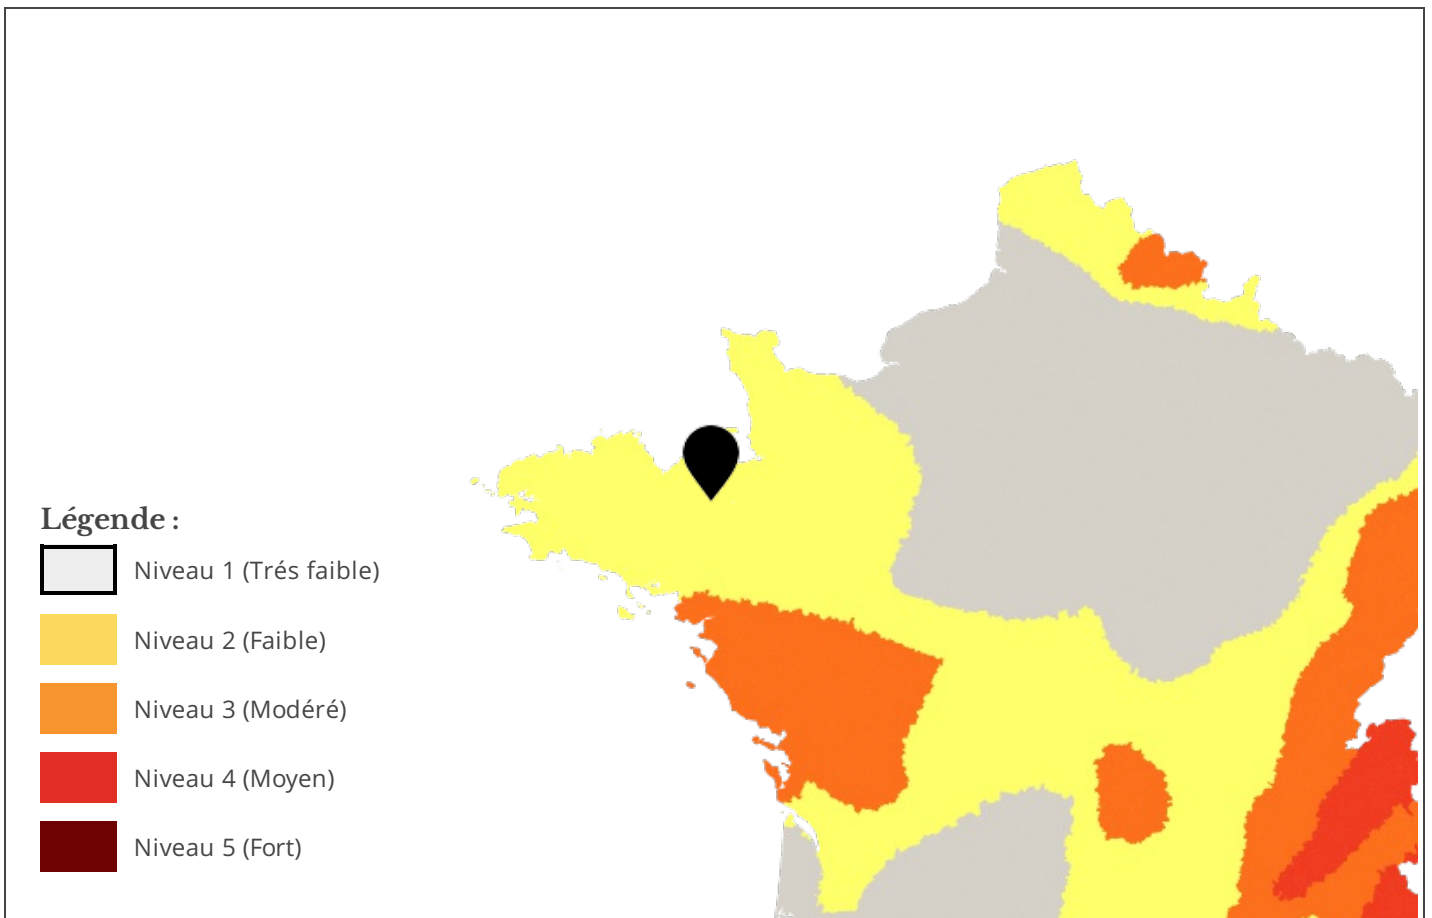 Légende :
Niveau 1 (Trés faible)
Niveau 2 (Faible)
Niveau 3 (Modéré)
Niveau 4 (Moyen)
Niveau 5 (Fort)